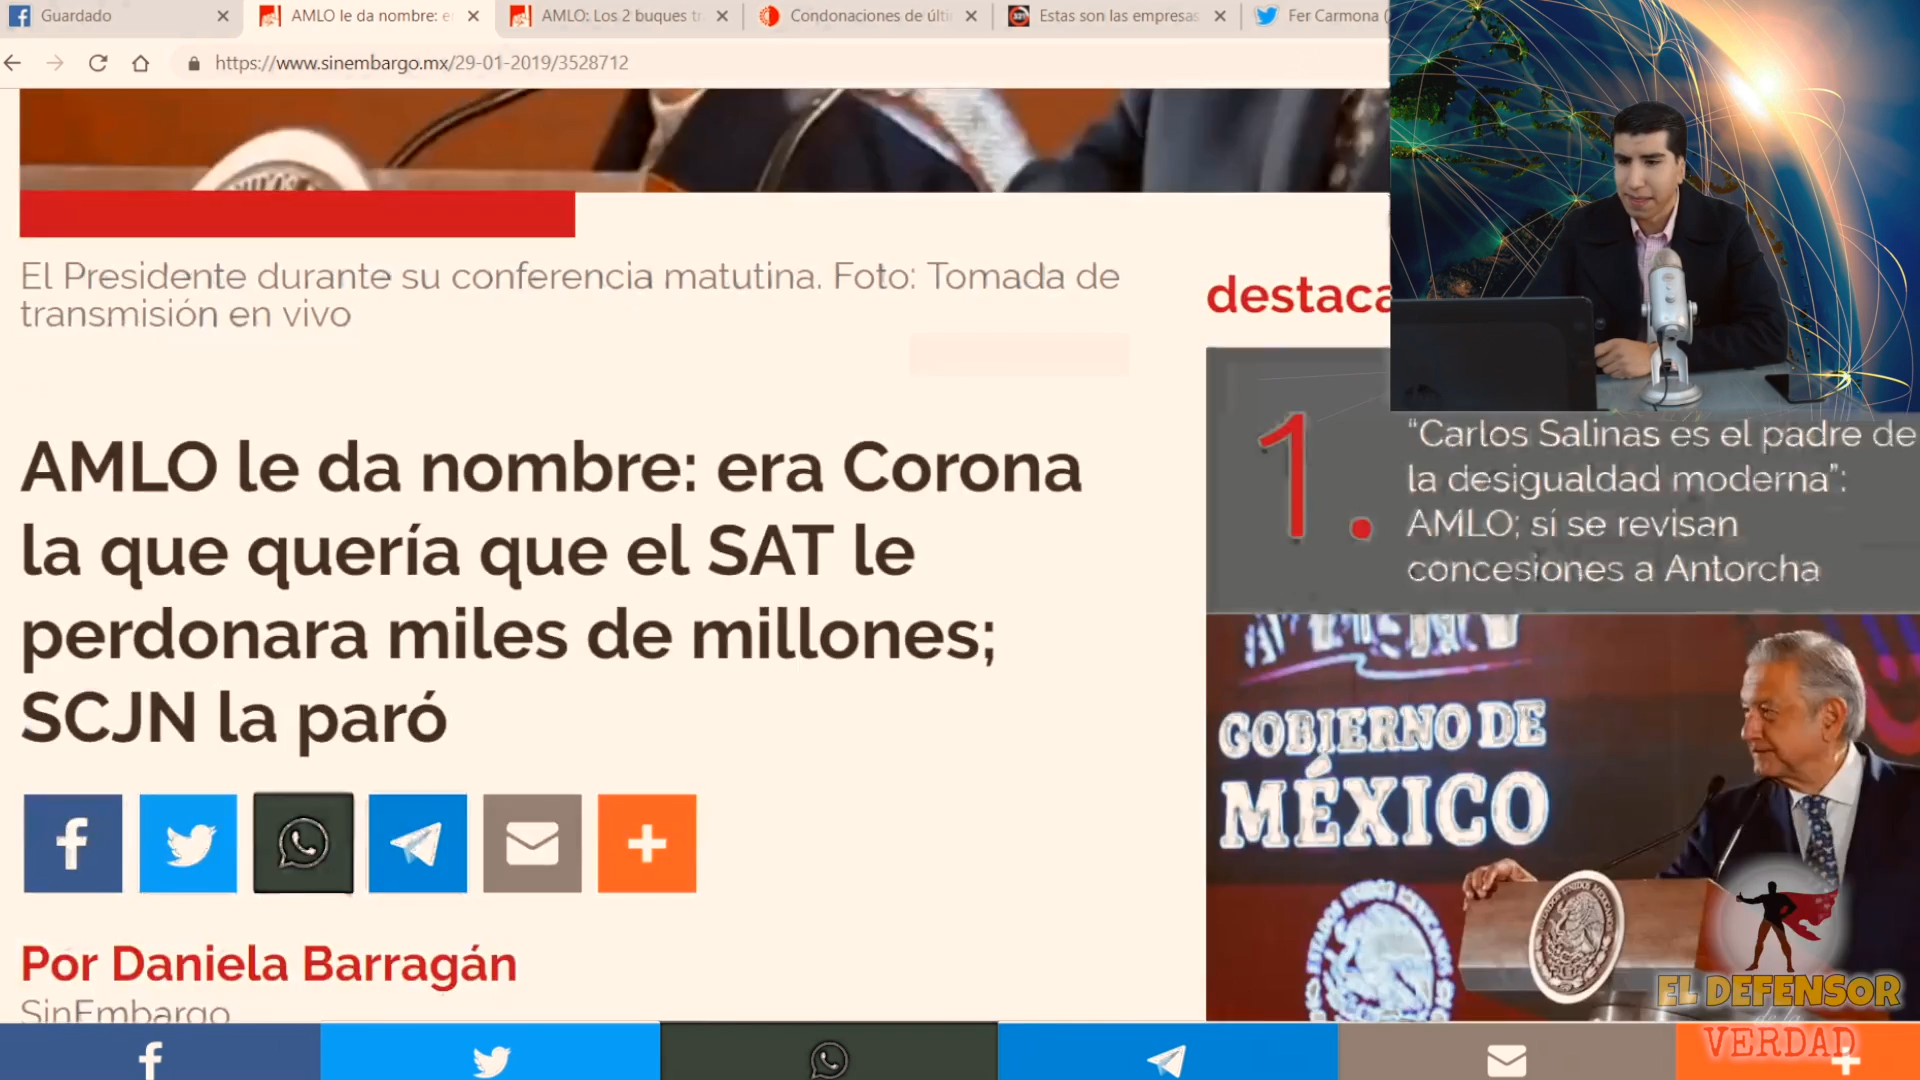 Guardado
AMLO le da nombre: e
AMLO: Los 2 buques tr
Condonaciones de últi
Estas son las empresas
Fer Carmona (
https://www.sinembargo.mx/29-01-2019/3528712
El Presidente durante su conferencia matutina. Foto: Tomada de
transmisión en vivo
AMLO le da nombre: era Corona
la que quería que el SAT le
perdonara miles de millones;
SCJN la paró
Por Daniela Barragán
SinEmbargo
destaca
1.
“Carlos Salinas es el padre de
la desigualdad moderna”:
AMLO; sí se revisan
concesiones a Antorcha
GOBIERNO DE
MÉXICO
EL DEFENSOR
de la
VERDAD